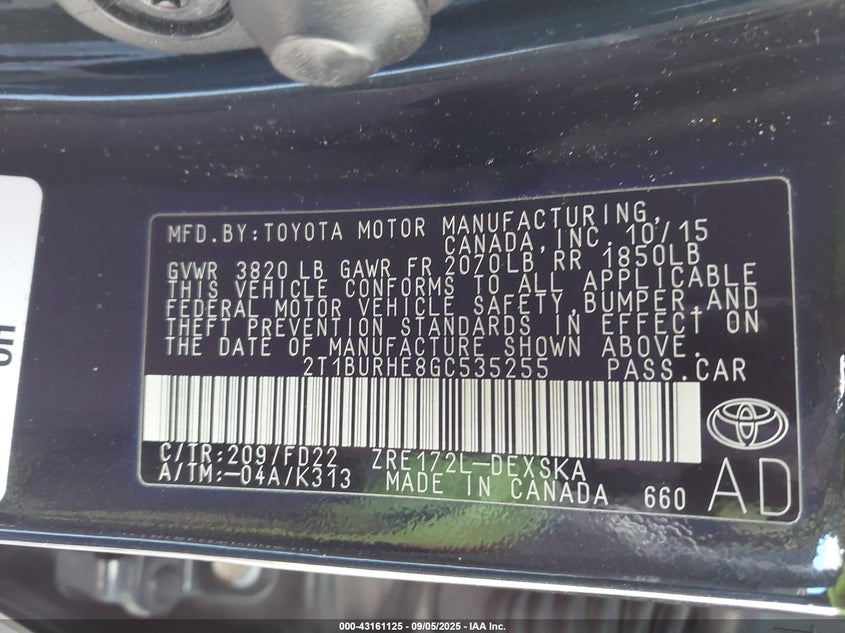 MFD.BY:TOYOTA MOTOR MANUFACTURING,
CANADA,INC. 10/15
GVWR 3820 LB GAWR FR 2070LB RR 1850LB
THIS VEHICLE CONFORMS TO ALL APPLICABLE
FEDERAL MOTOR VEHICLE SAFETY,BUMPER,AND
THEFT PREVENTION STANDARDS IN EFFECT ON
THE DATE OF MANUFACTURE SHOWN ABOVE.
2T1BURHE8GC535255 PASS.CAR
C/TR:209/FD22 ZRE172L-DEXSKA
A/TM:-04A/K313 MADE IN CANADA 660 AD
000-43161125 - 09/05/2025 - IAA Inc.